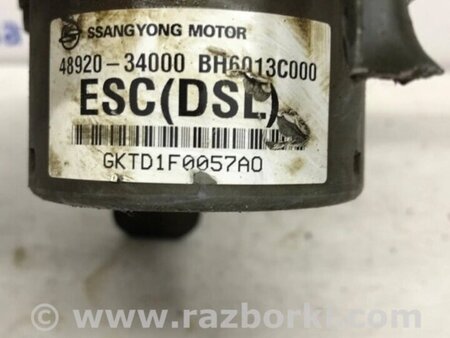 SSANGYONG MOTOR
48920-34000 BH6013C000
ESC(DSL)
GKTD1F0057A0
© www.razborki.com